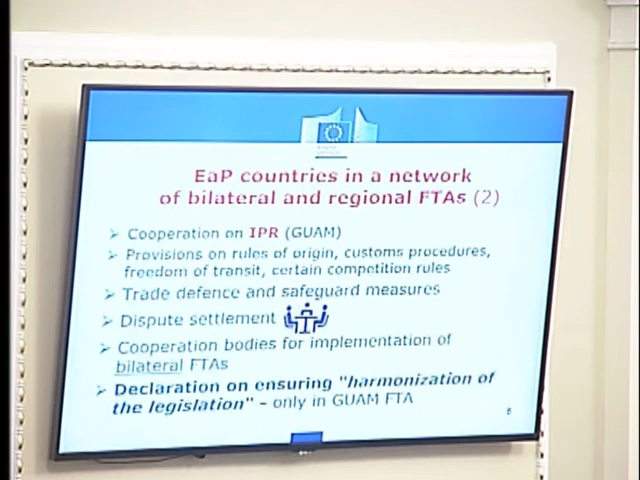 EaP countries in a network
of bilateral and regional FTAs (2)
➢ Cooperation on IPR (GUAM)
➢ Provisions on rules of origin, customs procedures,
freedom of transit, certain competition rules
➢ Trade defence and safeguard measures
➢ Dispute settlement
➢ Cooperation bodies for implementation of
bilateral FTAs
➢ Declaration on ensuring "harmonization of
the legislation" – only in GUAM FTA